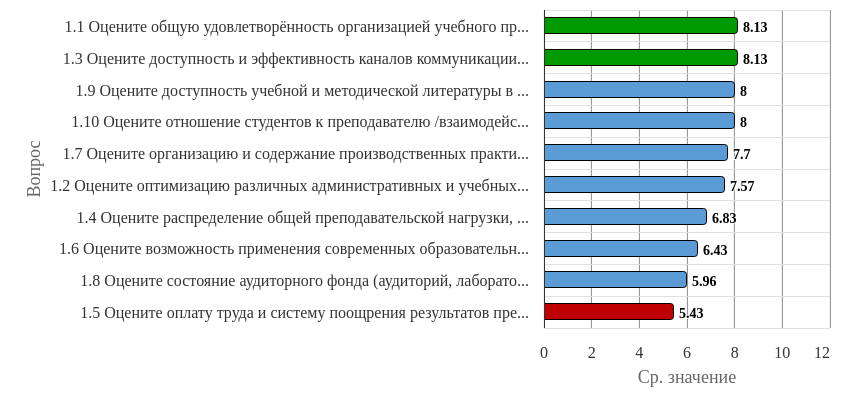 1.1 Оцените общую удовлетворённость организацией учебного пр... 8.13
1.3 Оцените доступность и эффективность каналов коммуникации... 8.13
1.9 Оцените доступность учебной и методической литературы в ... 8
1.10 Оцените отношение студентов к преподавателю /взаимодейс... 8
1.7 Оцените организацию и содержание производственных практи... 7.7
1.2 Оцените оптимизацию различных административных и учебных... 7.57
1.4 Оцените распределение общей преподавательской нагрузки, ... 6.83
1.6 Оцените возможность применения современных образовательн... 6.43
1.8 Оцените состояние аудиторного фонда (аудиторий, лаборато... 5.96
1.5 Оцените оплату труда и систему поощрения результатов пре... 5.43
Вопрос
0 2 4 6 8 10 12
Ср. значение